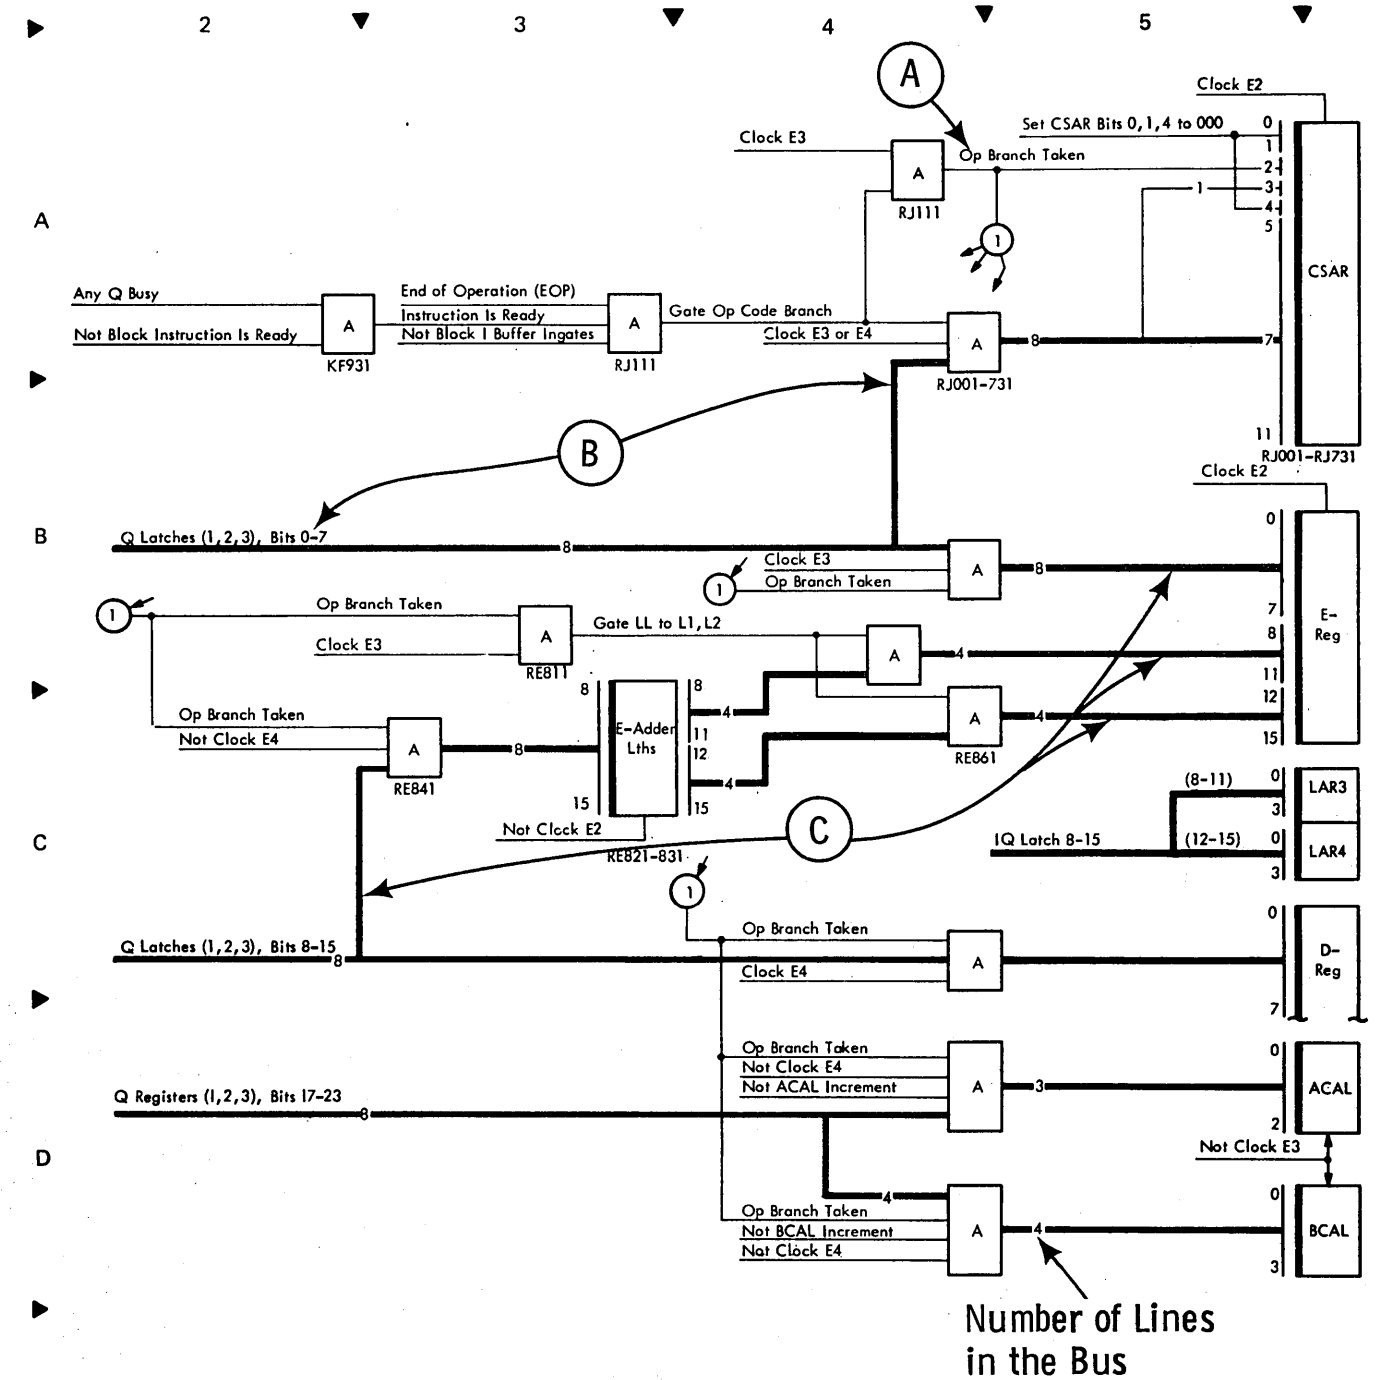 2 3 4 5
A
Clock E2
Clock E3
Set CSAR Bits 0,1,4 to 000
0
Op Branch Taken
1
A
2
1
3
RJ111
4
A
5
1
CSAR
Any Q Busy
End of Operation (EOP)
Instruction Is Ready
Gate Op Code Branch
A
A
Not Block Instruction Is Ready
Not Block I Buffer Ingates
Clock E3 or E4
A
8
7
KF931
RJ111
RJ001-731
11
B
RJ001-RJ731
Clock E2
B
Q Latches (1,2,3), Bits 0-7
8
0
Clock E3
Op Branch Taken
A
8
1
1
Op Branch Taken
7
E-
Reg
Gate LL to L1, L2
8
Clock E3
A
A
4
RE811
11
8
8
12
Op Branch Taken
Not Clock E4
A
8
E-Adder
Lths
4
11
12
A
4
15
RE841
RE861
15
4
15
(8-11)
0
LAR3
3
Not Clock E2
C
C
IQ Latch 8-15
(12-15)
0
LAR4
3
RE821-831
1
Op Branch Taken
0
Q Latches (1,2,3), Bits 8-15
8
Clock E4
A
D-
Reg
7
Op Branch Taken
Not Clock E4
Not ACAL Increment
A
3
0
ACAL
2
Q Registers (1,2,3), Bits 17-23
8
Not Clock E3
D
4
Op Branch Taken
Not BCAL Increment
Not Clock E4
A
4
0
BCAL
3
Number of Lines
in the Bus